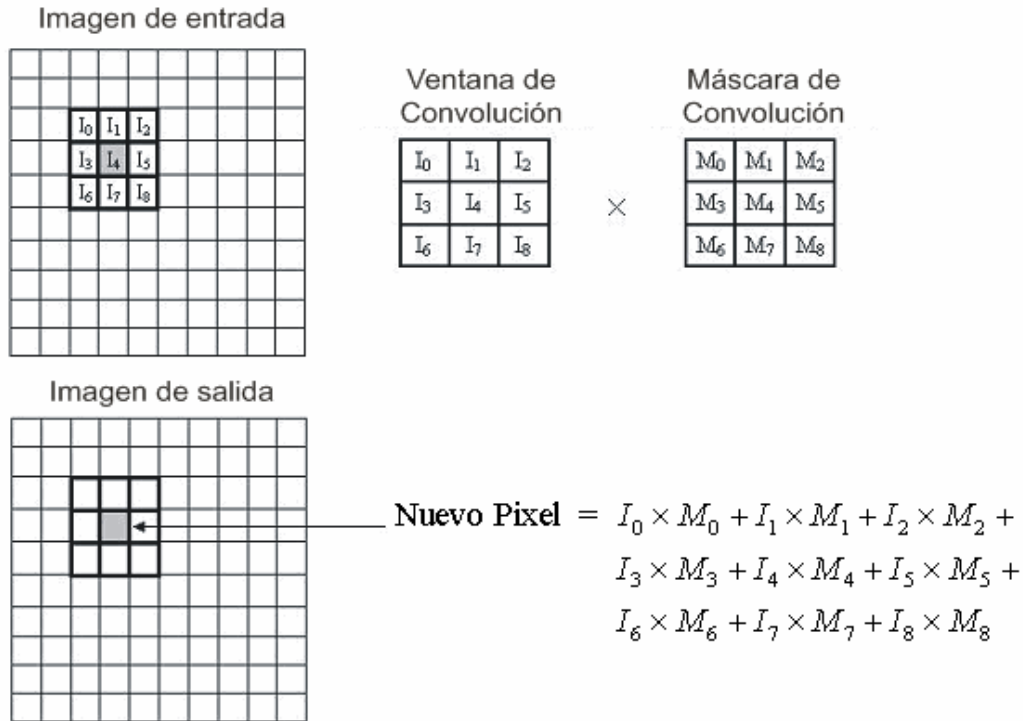 Imagen de entrada
I₀ I₁ I₂
I₃ I₄ I₅
I₆ I₇ I₈
Ventana de
Convolución
I₀ I₁ I₂
I₃ I₄ I₅
I₆ I₇ I₈
×
Máscara de
Convolución
M₀ M₁ M₂
M₃ M₄ M₅
M₆ M₇ M₈
Imagen de salida
Nuevo Pixel = I₀ × M₀ + I₁ × M₁ + I₂ × M₂ +
I₃ × M₃ + I₄ × M₄ + I₅ × M₅ +
I₆ × M₆ + I₇ × M₇ + I₈ × M₈